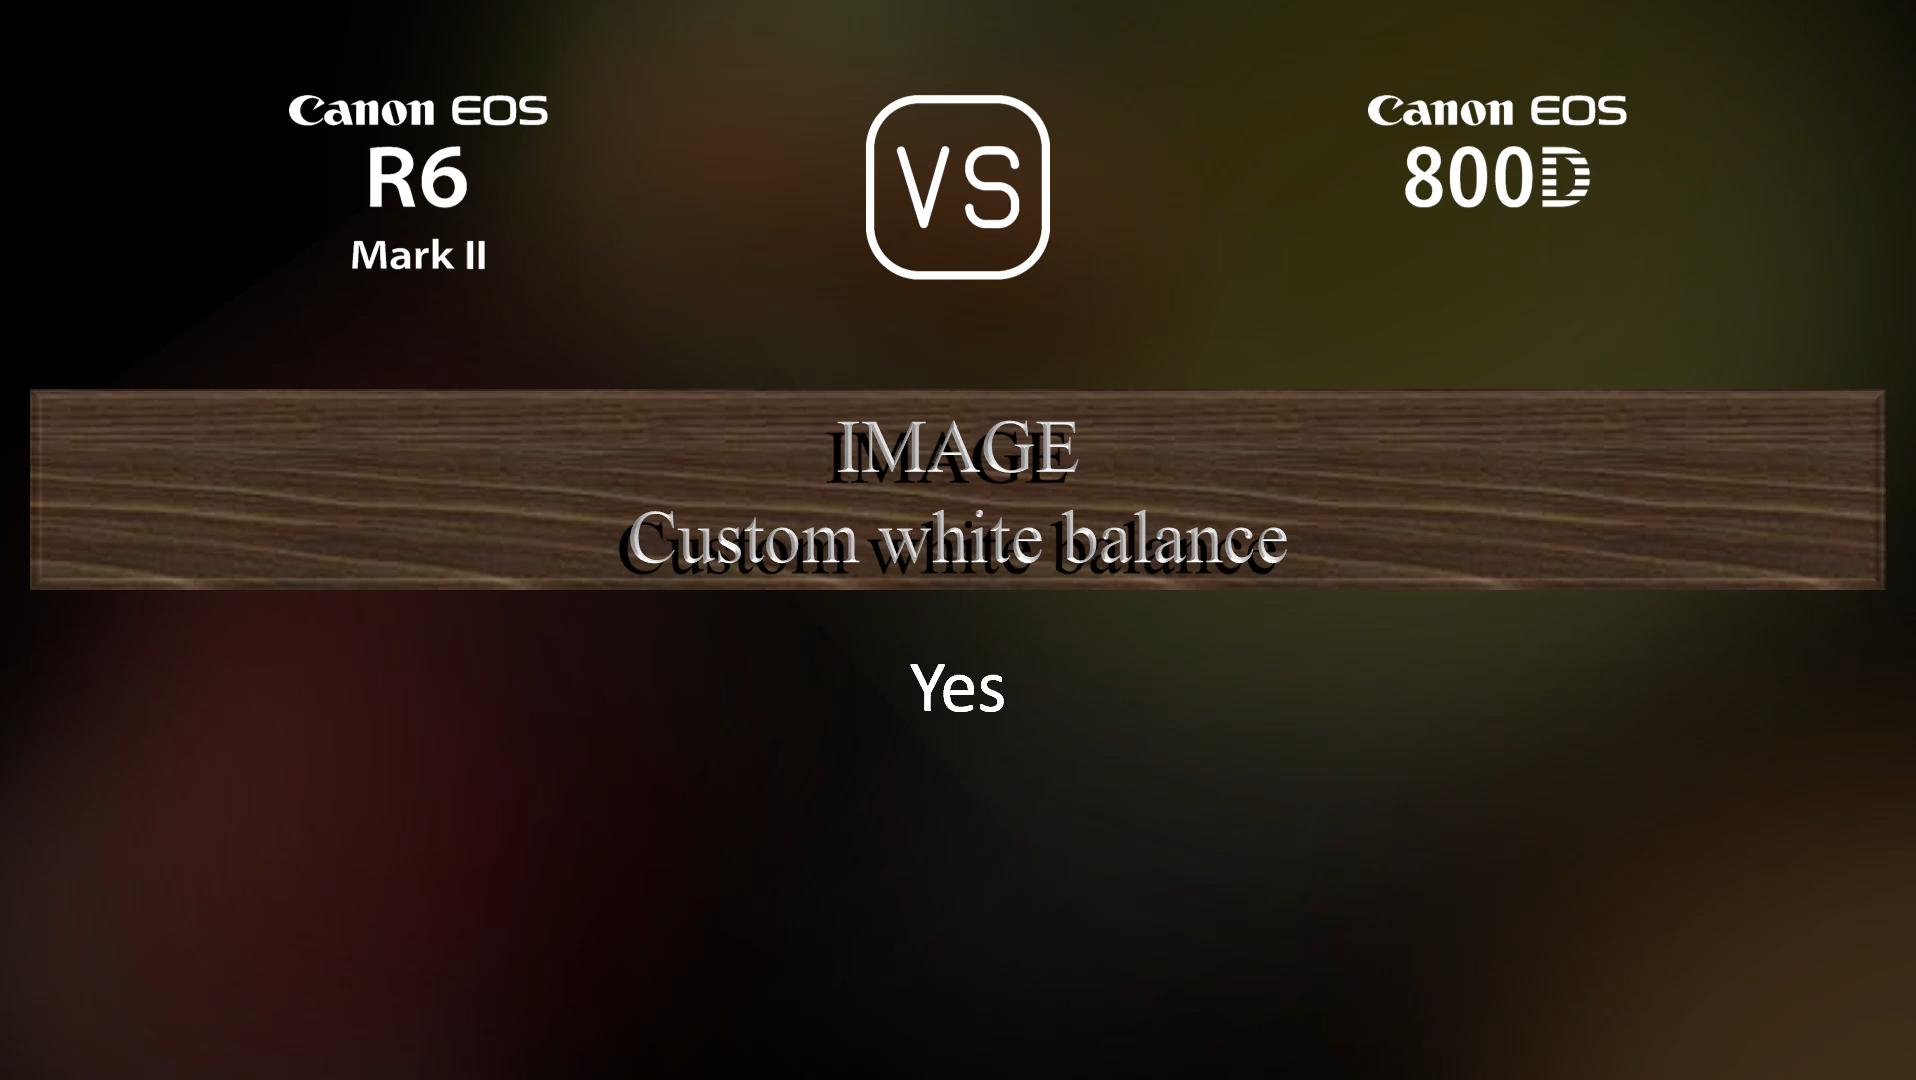 Canon EOS
R6
Mark II
VS
Canon EOS
800D
IMAGE
Custom white balance
Yes